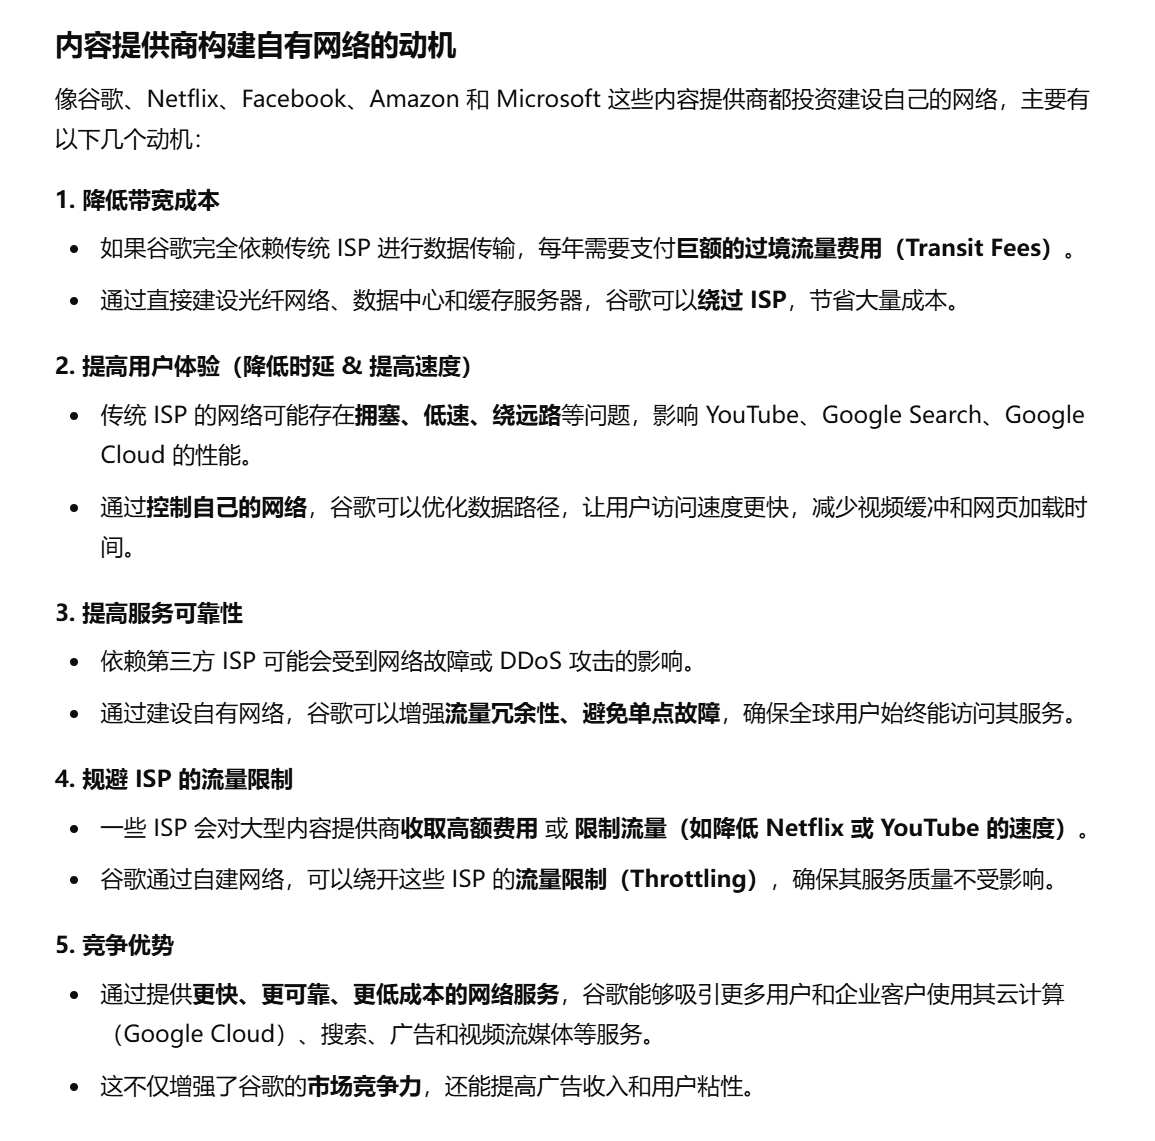 内容提供商构建自有网络的动机
像谷歌、Netflix、Facebook、Amazon 和 Microsoft 这些内容提供商都投资建设自己的网络，主要有
以下几个动机：
1. 降低带宽成本
• 如果谷歌完全依赖传统 ISP 进行数据传输，每年需要支付巨额的过境流量费用（Transit Fees）。
• 通过直接建设光纤网络、数据中心和缓存服务器，谷歌可以绕过 ISP，节省大量成本。
2. 提高用户体验（降低时延 & 提高速度）
• 传统 ISP 的网络可能存在拥塞、低速、绕远路等问题，影响 YouTube、Google Search、Google
Cloud 的性能。
• 通过控制自己的网络，谷歌可以优化数据路径，让用户访问速度更快，减少视频缓冲和网页加载时
间。
3. 提高服务可靠性
• 依赖第三方 ISP 可能会受到网络故障或 DDoS 攻击的影响。
• 通过建设自有网络，谷歌可以增强流量冗余性、避免单点故障，确保全球用户始终能访问其服务。
4. 规避 ISP 的流量限制
• 一些 ISP 会对大型内容提供商收取高额费用 或 限制流量（如降低 Netflix 或 YouTube 的速度）。
• 谷歌通过自建网络，可以绕开这些 ISP 的流量限制（Throttling），确保其服务质量不受影响。
5. 竞争优势
• 通过提供更快、更可靠、更低成本的网络服务，谷歌能够吸引更多用户和企业客户使用其云计算
（Google Cloud）、搜索、广告和视频流媒体等服务。
• 这不仅增强了谷歌的市场竞争力，还能提高广告收入和用户粘性。